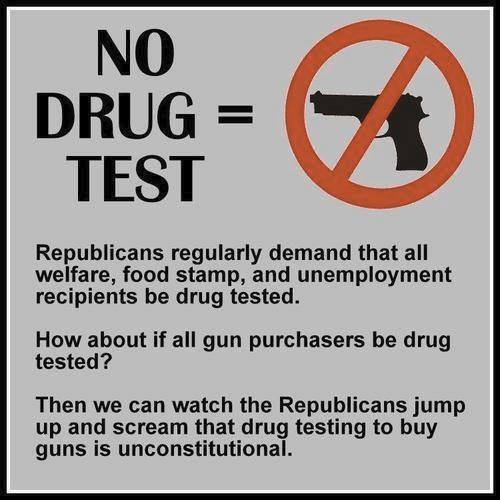 NO
DRUG =
TEST
Republicans regularly demand that all
welfare, food stamp, and unemployment
recipients be drug tested.
How about if all gun purchasers be drug
tested?
Then we can watch the Republicans jump
up and scream that drug testing to buy
guns is unconstitutional.